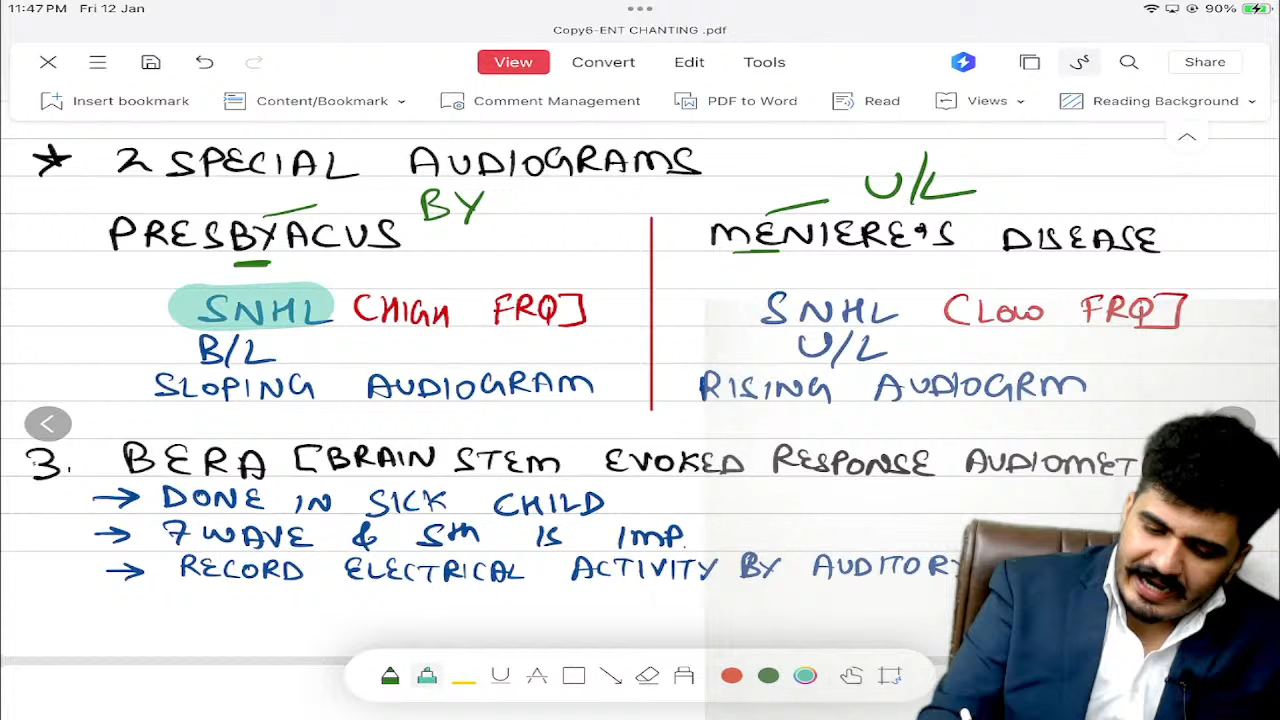 11:47 PM Fri 12 Jan 90%
Copy6-ENT CHANTING .pdf
View Convert Edit Tools Share
Insert bookmark Content/Bookmark Comment Management PDF to Word Read Views Reading Background
2 SPECIAL AUDIOGRAMS
BY U/L
PRESBYACUS MENIERE'S DISEASE
SNHL [HIGH FRQ] SNHL [LOW FRQ]
B/L U/L
SLOPING AUDIOGRAM RISING AUDIOGRM
3. BERA [BRAIN STEM EVOKED RESPONSE AUDIOMET
→ DONE IN SICK CHILD
→ 7 WAVE & 5th IS IMP.
→ RECORD ELECTRICAL ACTIVITY BY AUDITORY